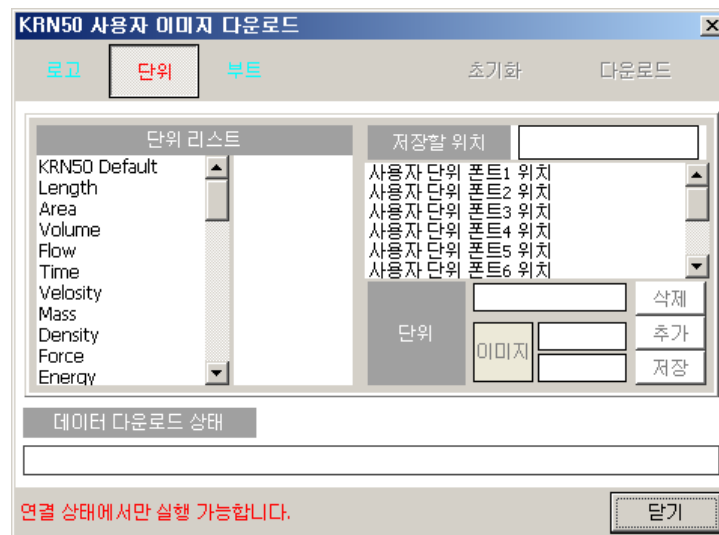 KRN50 사용자 이미지 다운로드
로고 단위 부트 초기화 다운로드
단위 리스트
KRN50 Default
Length
Area
Volume
Flow
Time
Velosity
Mass
Density
Force
Energy
저장할 위치
사용자 단위 폰트1 위치
사용자 단위 폰트2 위치
사용자 단위 폰트3 위치
사용자 단위 폰트4 위치
사용자 단위 폰트5 위치
사용자 단위 폰트6 위치
단위
이미지
삭제
추가
저장
데이터 다운로드 상태
연결 상태에서만 실행 가능합니다.
닫기